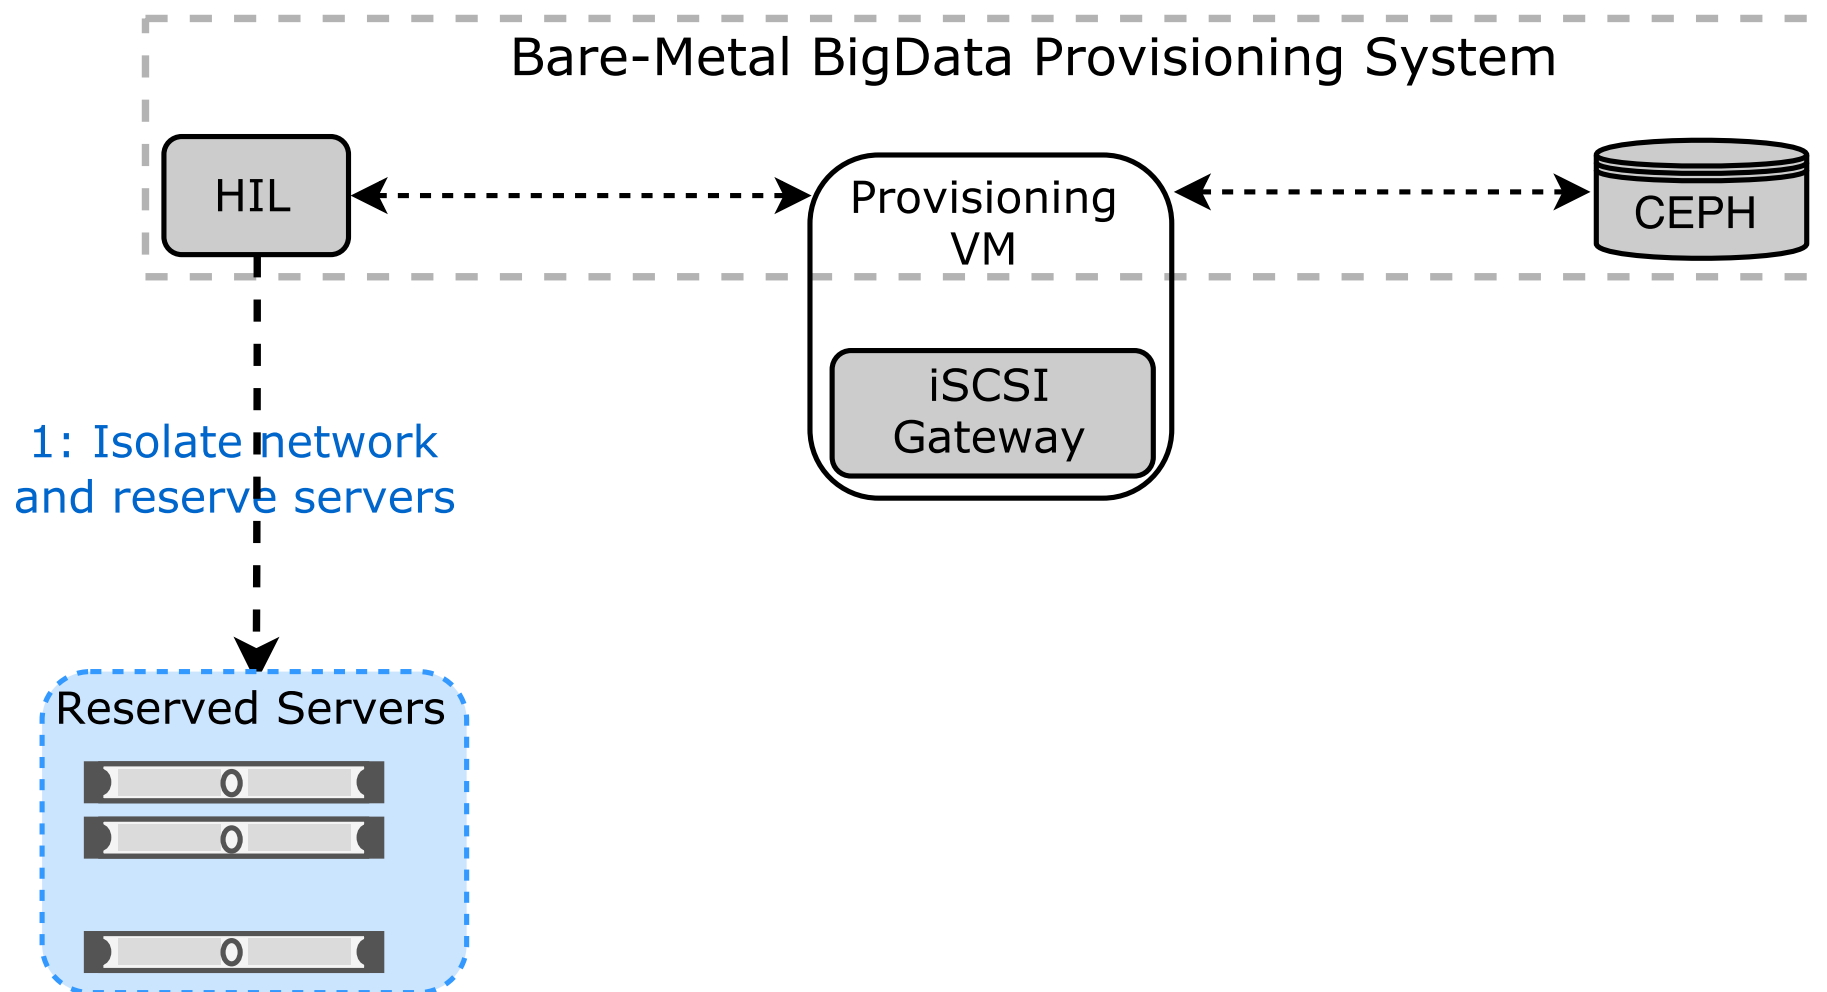 Bare-Metal BigData Provisioning System
HIL
Provisioning
VM
CEPH
iSCSI
Gateway
1: Isolate network
and reserve servers
Reserved Servers